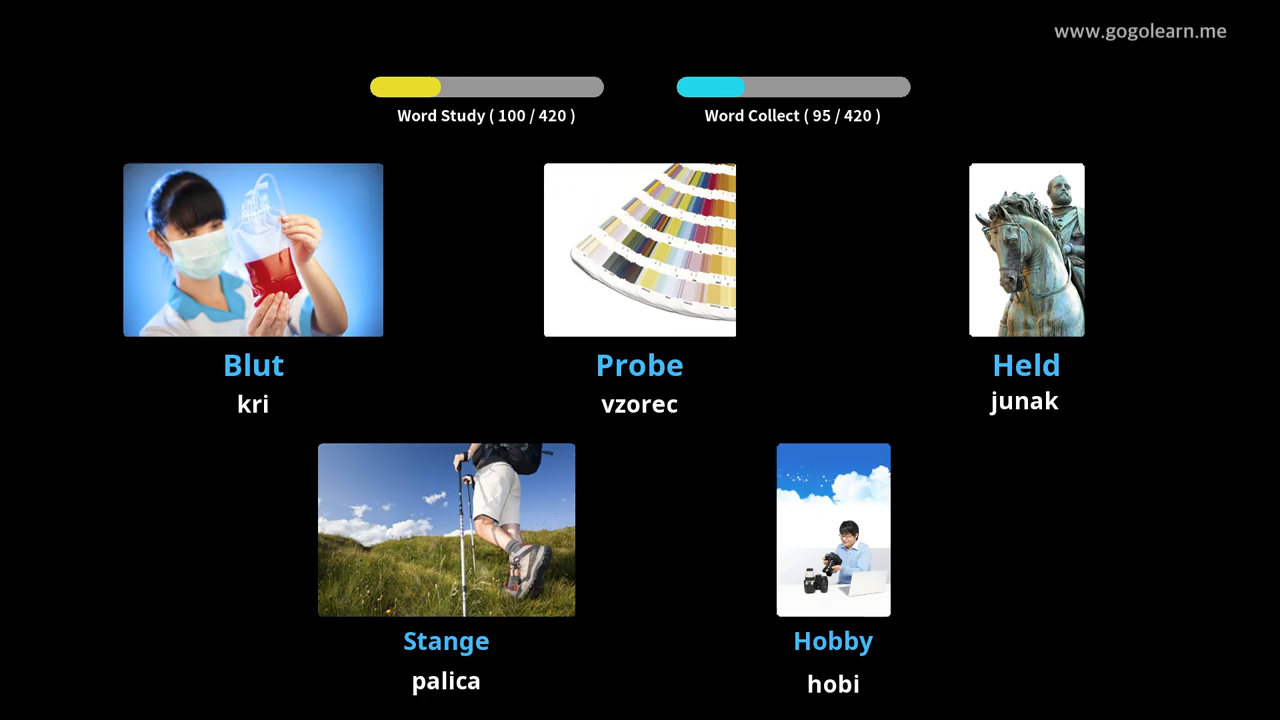 www.gogolearn.me
Word Study ( 100 / 420 )
Word Collect ( 95 / 420 )
Blut
kri
Probe
vzorec
Held
junak
Stange
palica
Hobby
hobi